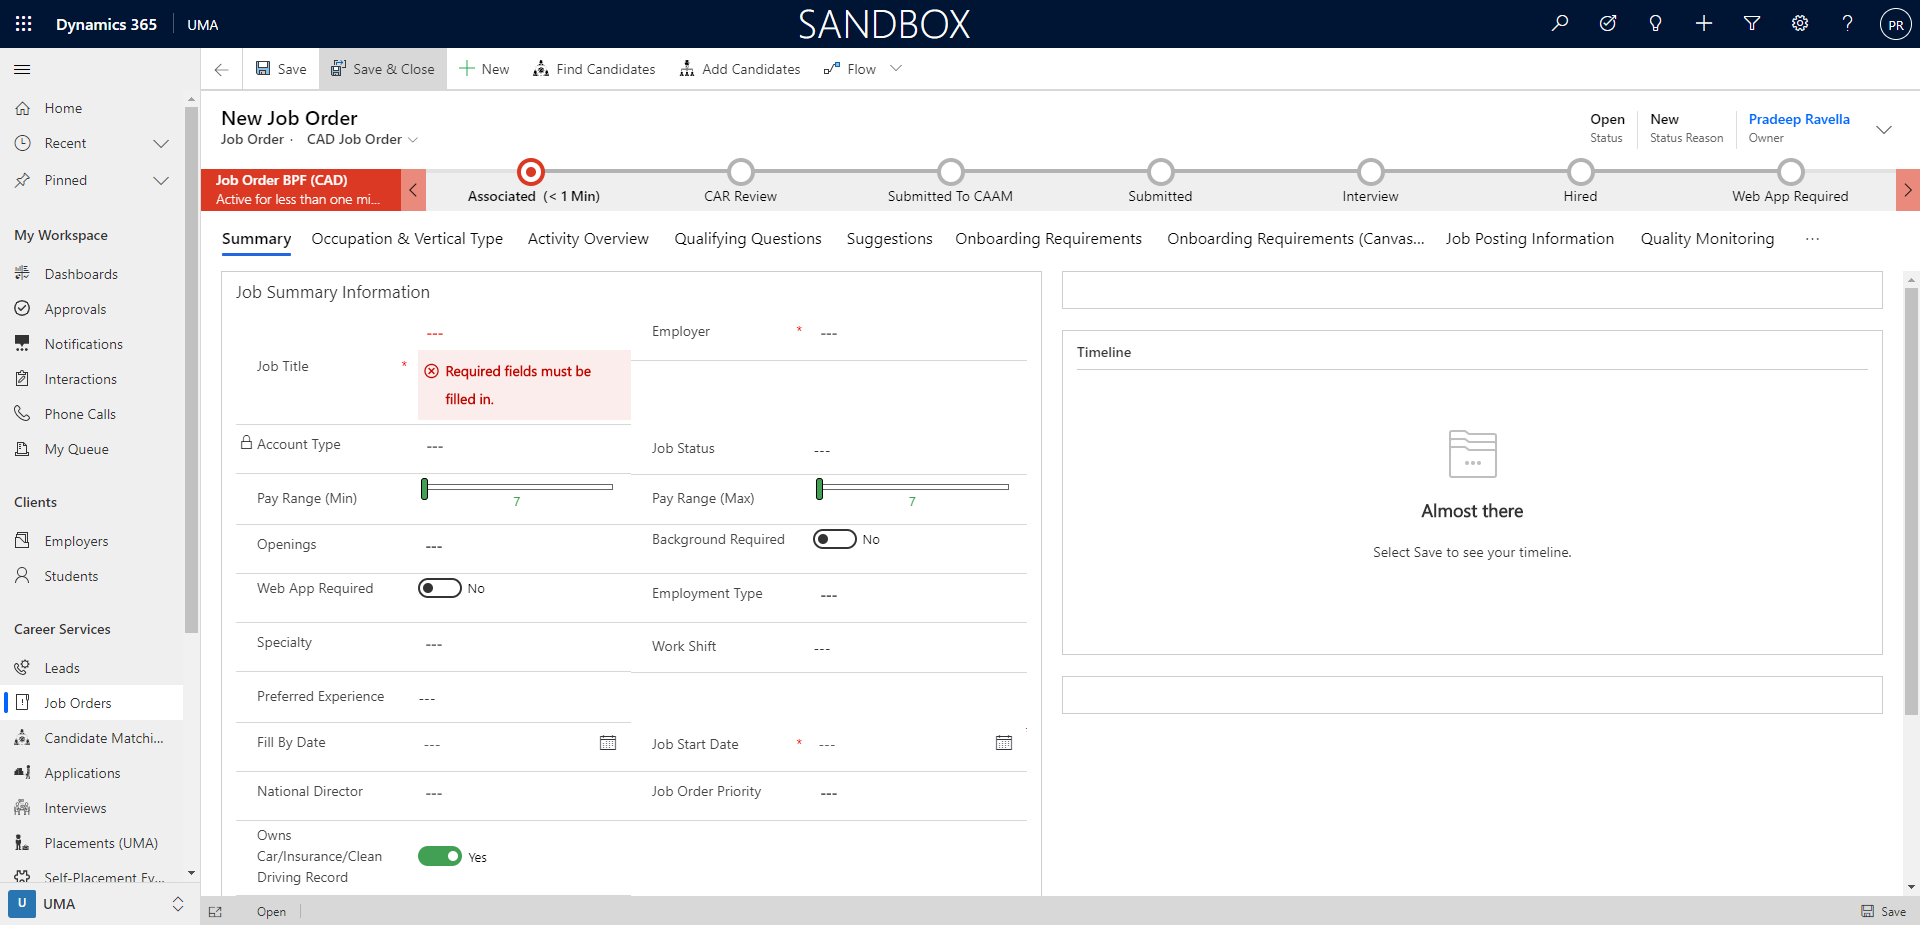 Dynamics 365
UMA
SANDBOX
PR
Save
Save & Close
New
Find Candidates
Add Candidates
Flow
Home
Recent
Pinned
My Workspace
Dashboards
Approvals
Notifications
Interactions
Phone Calls
My Queue
Clients
Employers
Students
Career Services
Leads
Job Orders
Candidate Matchi...
Applications
Interviews
Placements (UMA)
Self-Placement Ev...
U
UMA
New Job Order
Job Order · CAD Job Order
Open
Status
New
Status Reason
Pradeep Ravella
Owner
Job Order BPF (CAD)
Active for less than one mi...
Associated (< 1 Min)
CAR Review
Submitted To CAAM
Submitted
Interview
Hired
Web App Required
Summary
Occupation & Vertical Type
Activity Overview
Qualifying Questions
Suggestions
Onboarding Requirements
Onboarding Requirements (Canvas...
Job Posting Information
Quality Monitoring
...
Job Summary Information
Job Title
*
---
Required fields must be
filled in.
Employer
*
---
Account Type
---
Job Status
---
Pay Range (Min)
7
Pay Range (Max)
7
Openings
---
Background Required
No
Web App Required
No
Employment Type
---
Specialty
---
Work Shift
---
Preferred Experience
---
Fill By Date
---
Job Start Date
*
---
National Director
---
Job Order Priority
---
Owns
Car/Insurance/Clean
Driving Record
Yes
Timeline
Almost there
Select Save to see your timeline.
Open
Save